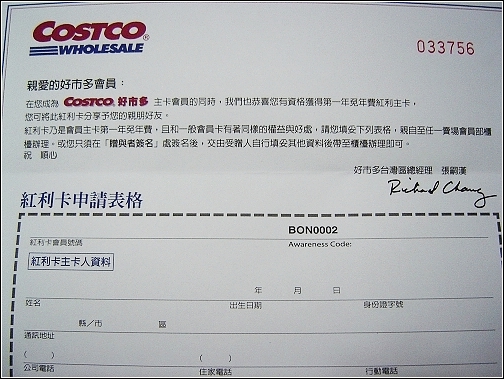 COSTCO®
WHOLESALE
033756
親愛的好市多會員：
在您成為 COSTCO 好市多 主卡會員的同時，我們也恭喜您有資格獲得第一年免年費紅利主卡，
您可將此紅利卡分享予您的親朋好友。
紅利卡乃是會員主卡第一年免年費，且和一般會員卡有著同樣的權益與好處，請您填妥下列表格，親自至任一賣場會員部櫃
檯辦理。或您只須在「贈與者簽名」處簽名後，交由受贈人自行填妥其他資料後帶至櫃檯辦理即可。
祝 順心
好市多台灣區總經理 張嗣漢
Richard Chang
紅利卡申請表格
BON0002
紅利卡會員號碼 Awareness Code:
紅利卡主卡人資料
年 月 日
姓名 出生日期 身份證字號
縣／市 區
通訊地址
( ) ( )
公司電話 住家電話 行動電話